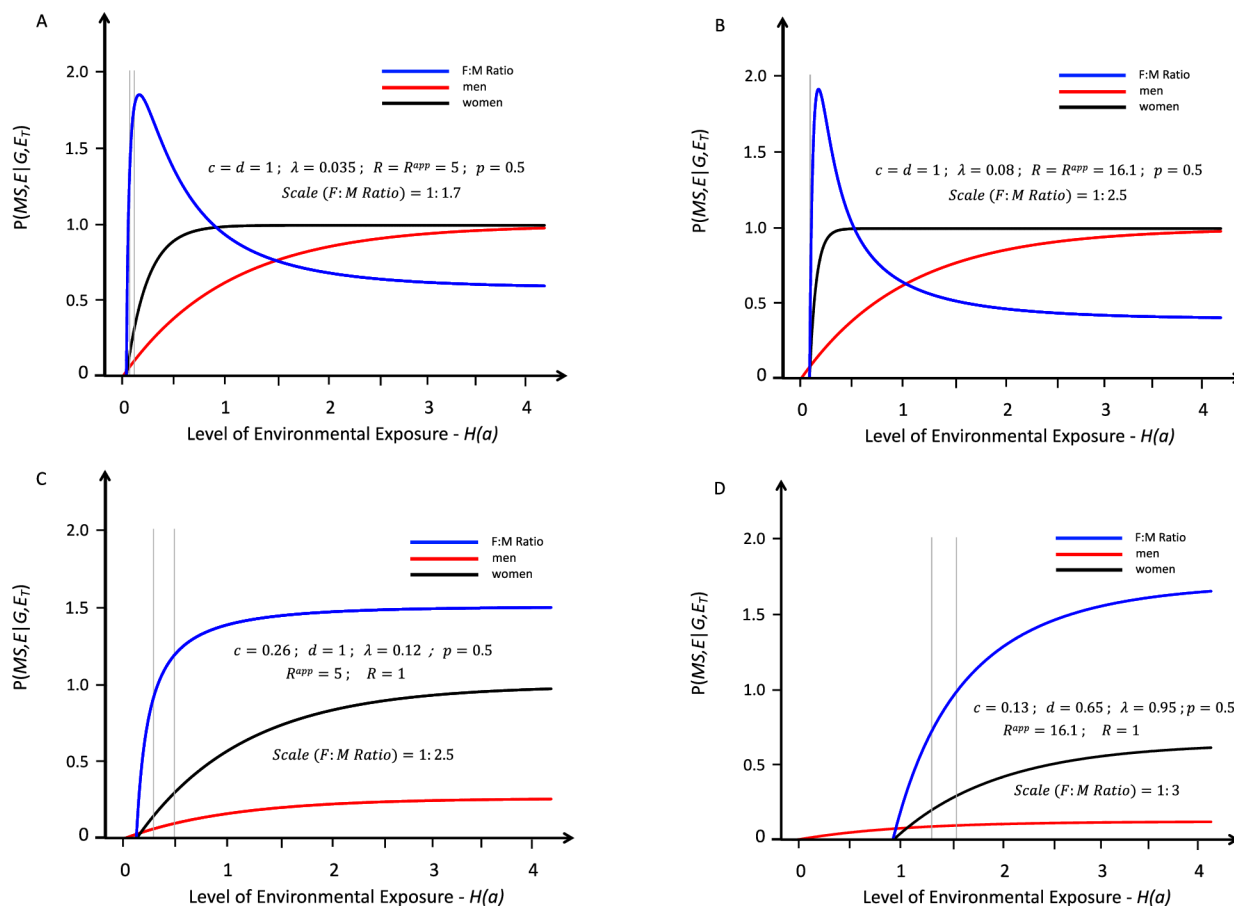 A
P(MS,E|G,E_T)
2.0
1.5
1.0
0.5
0
F:M Ratio
men
women
c = d = 1 ; λ = 0.035 ; R = R^app = 5 ; p = 0.5
Scale (F: M Ratio) = 1: 1.7
0 1 2 3 4
Level of Environmental Exposure - H(a)
B
P(MS,E|G,E_T)
2.0
1.5
1.0
0.5
0
F:M Ratio
men
women
c = d = 1 ; λ = 0.08 ; R = R^app = 16.1 ; p = 0.5
Scale (F: M Ratio) = 1: 2.5
0 1 2 3 4
Level of Environmental Exposure - H(a)
C
P(MS,E|G,E_T)
2.0
1.5
1.0
0.5
0
F:M Ratio
men
women
c = 0.26 ; d = 1 ; λ = 0.12 ; p = 0.5
R^app = 5 ; R = 1
Scale (F: M Ratio) = 1: 2.5
0 1 2 3 4
Level of Environmental Exposure - H(a)
D
P(MS,E|G,E_T)
2.0
1.5
1.0
0.5
0
F:M Ratio
men
women
c = 0.13 ; d = 0.65 ; λ = 0.95 ; p = 0.5
R^app = 16.1 ; R = 1
Scale (F: M Ratio) = 1: 3
0 1 2 3 4
Level of Environmental Exposure - H(a)